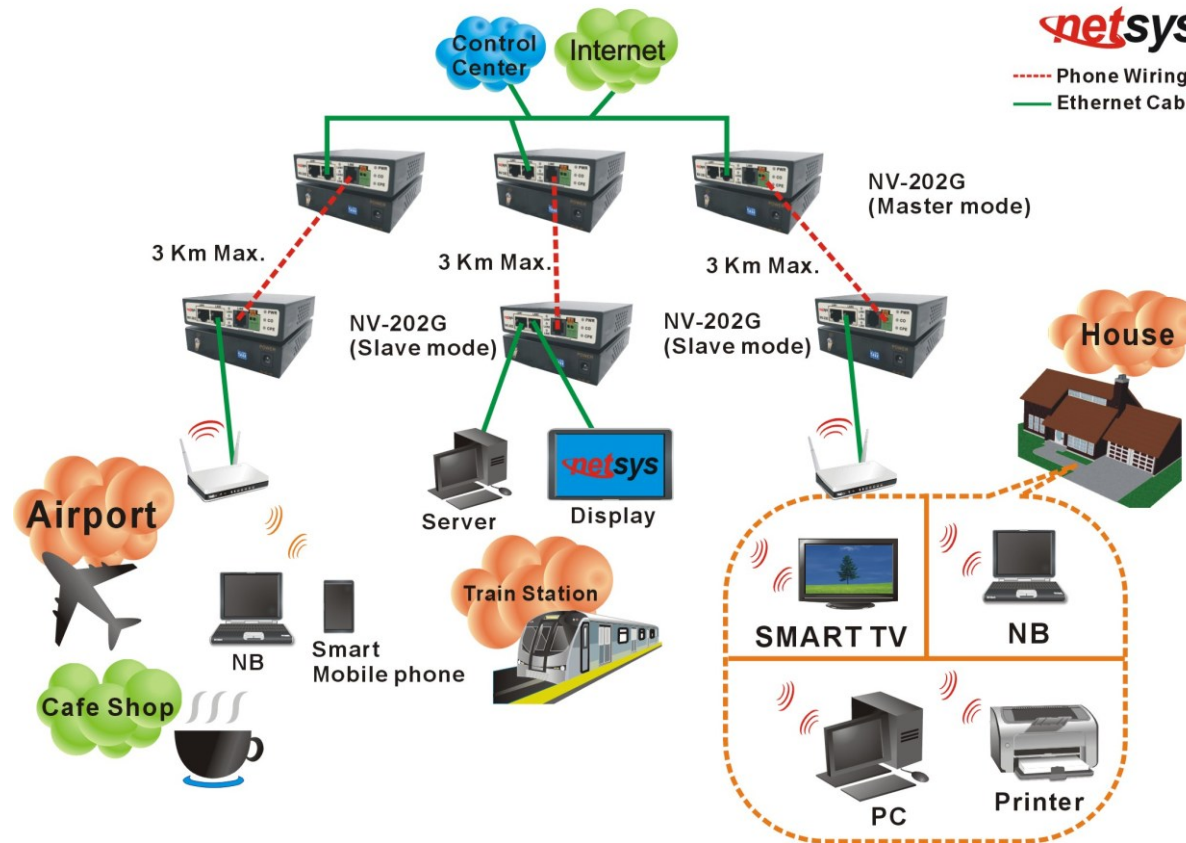 Control
Center
Internet
netsys
Phone Wiring
Ethernet Cab
NV-202G
(Master mode)
3 Km Max.
3 Km Max.
3 Km Max.
NV-202G
(Slave mode)
NV-202G
(Slave mode)
House
netsys
Airport
Server
Display
Train Station
NB
Smart
Mobile phone
SMART TV
NB
Cafe Shop
PC
Printer